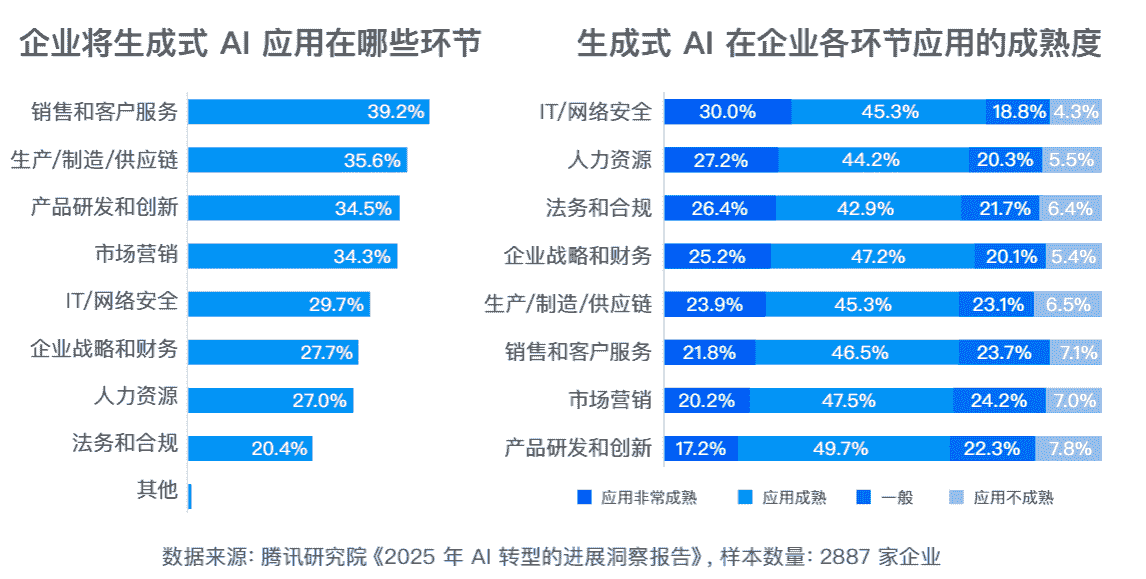 企业将生成式 AI 应用在哪些环节
销售和客户服务 39.2%
生产/制造/供应链 35.6%
产品研发和创新 34.5%
市场营销 34.3%
IT/网络安全 29.7%
企业战略和财务 27.7%
人力资源 27.0%
法务和合规 20.4%
其他
生成式 AI 在企业各环节应用的成熟度
IT/网络安全 30.0% 45.3% 18.8% 4.3%
人力资源 27.2% 44.2% 20.3% 5.5%
法务和合规 26.4% 42.9% 21.7% 6.4%
企业战略和财务 25.2% 47.2% 20.1% 5.4%
生产/制造/供应链 23.9% 45.3% 23.1% 6.5%
销售和客户服务 21.8% 46.5% 23.7% 7.1%
市场营销 20.2% 47.5% 24.2% 7.0%
产品研发和创新 17.2% 49.7% 22.3% 7.8%
应用非常成熟 应用成熟 一般 应用不成熟
数据来源: 腾讯研究院《2025 年 AI 转型的进展洞察报告》, 样本数量: 2887 家企业